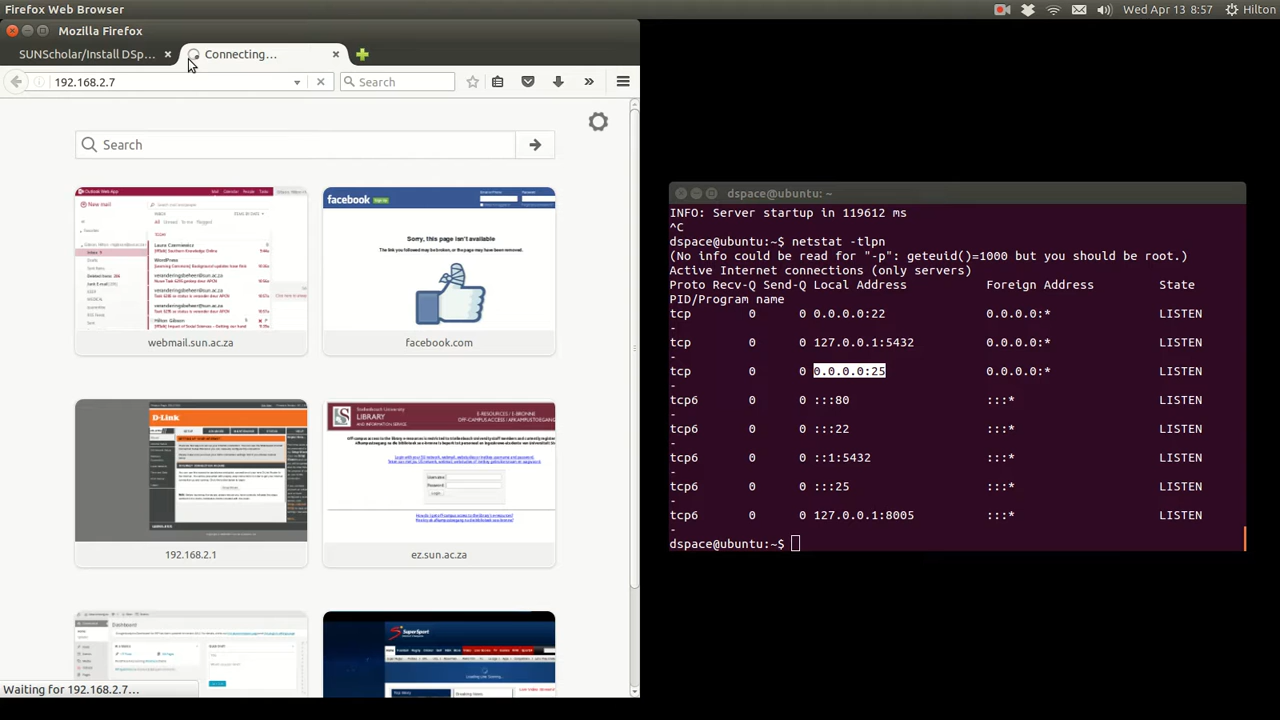 Firefox Web Browser
Wed Apr 13 8:57 Hilton
Mozilla Firefox
SUNScholar/Install DSp...
Connecting...
192.168.2.7
Search
Search
webmail.sun.ac.za
facebook
Sorry, this page isn't available
facebook.com
D-Link
192.168.2.1
LIBRARY
ez.sun.ac.za
SuperSport
Waiting for 192.168.2.7...
dspace@ubuntu: ~
INFO: Server startup in 117612 ms
^C
dspace@ubuntu:~$ netstat -lpn
(No info could be read for "-p": geteuid()=1000 but you should be root.)
Active Internet connections (only servers)
Proto Recv-Q Send-Q Local Address Foreign Address State
PID/Program name
tcp 0 0 0.0.0.0:22 0.0.0.0:* LISTEN
-
tcp 0 0 127.0.0.1:5432 0.0.0.0:* LISTEN
-
tcp 0 0 0.0.0.0:25 0.0.0.0:* LISTEN
-
tcp6 0 0 :::80 :::* LISTEN
-
tcp6 0 0 :::22 :::* LISTEN
-
tcp6 0 0 ::1:5432 :::* LISTEN
-
tcp6 0 0 :::25 :::* LISTEN
-
tcp6 0 0 127.0.0.1:8005 :::* LISTEN
-
dspace@ubuntu:~$